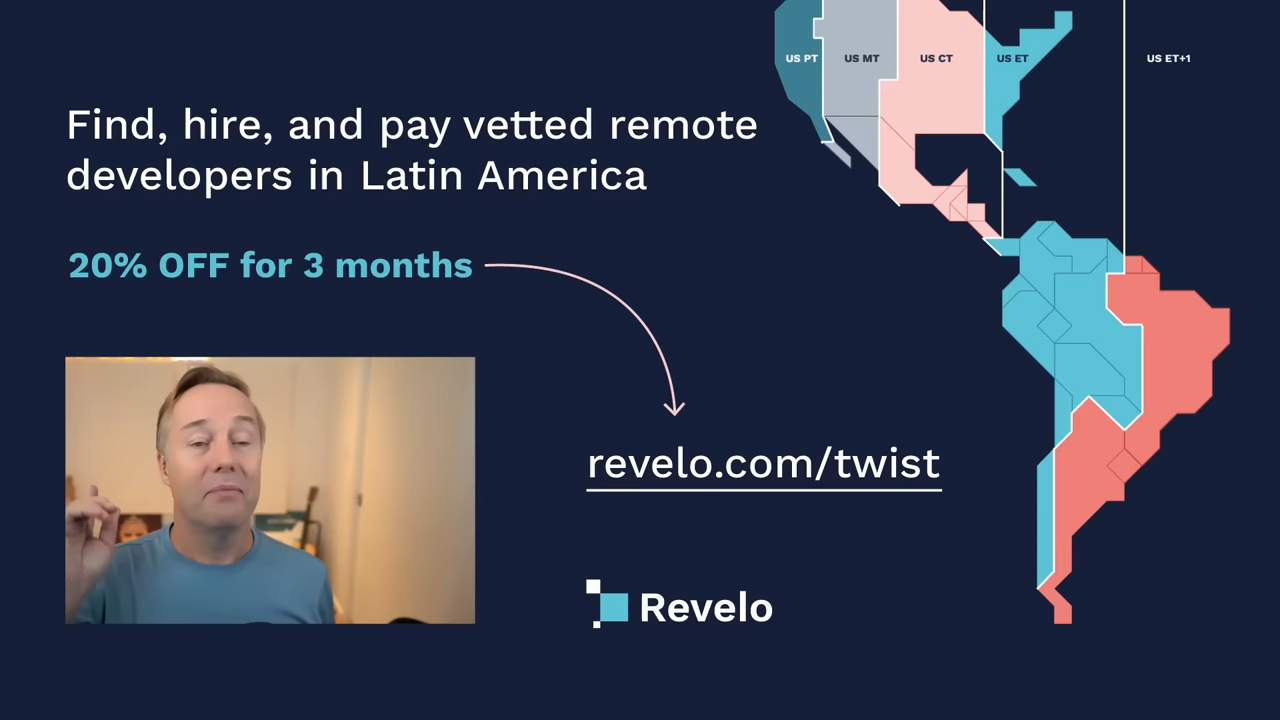 US PT
US MT
US CT
US ET
US ET+1
Find, hire, and pay vetted remote
developers in Latin America
20% OFF for 3 months
revelo.com/twist
Revelo